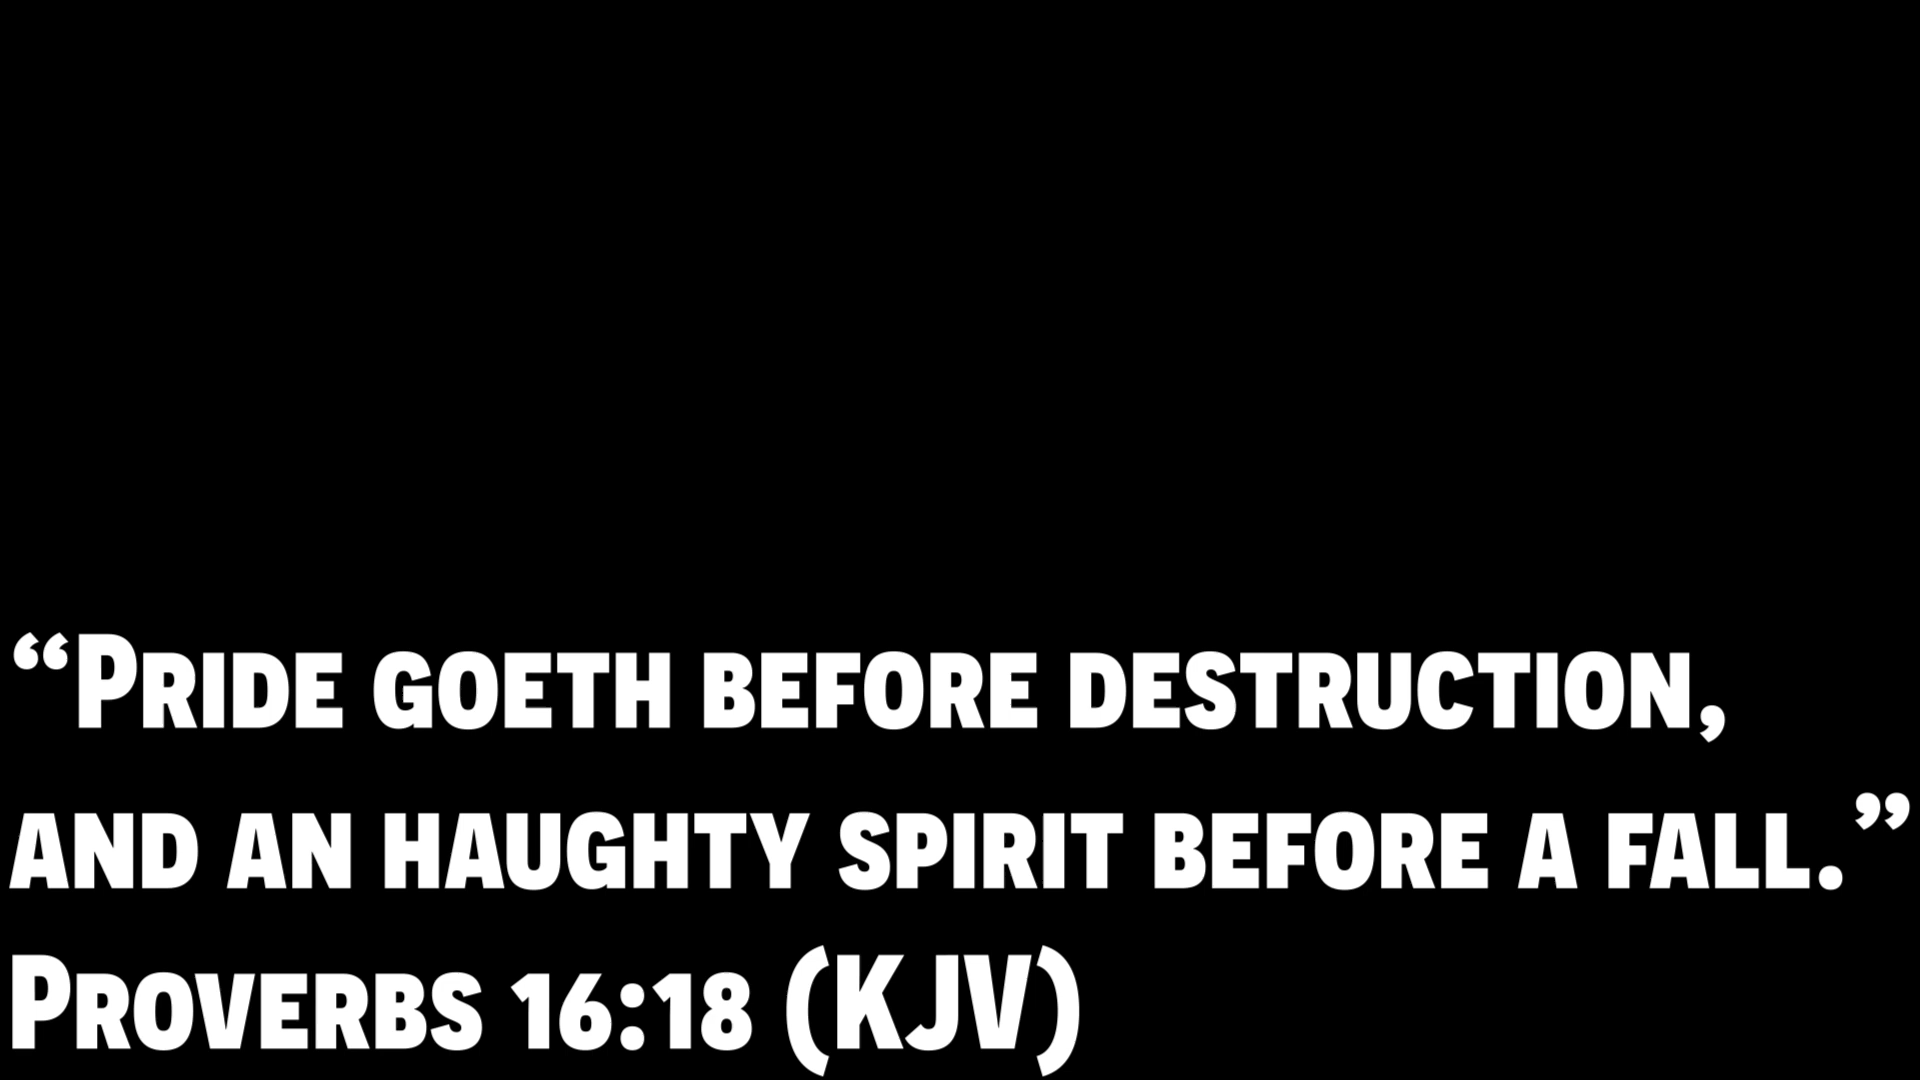 “Pride goeth before destruction,
and an haughty spirit before a fall.”
Proverbs 16:18 (KJV)